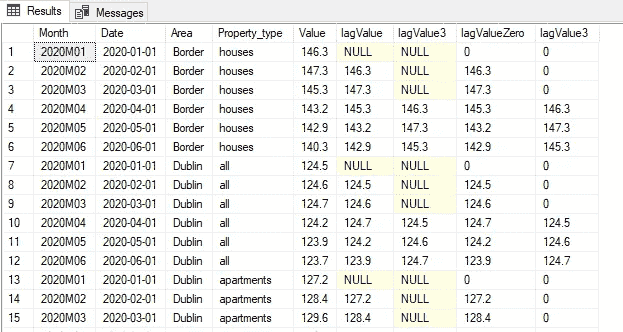 Results Messages
Month Date Area Property_type Value lagValue lagValue3 lagValueZero lagValue3
1 2020M01 2020-01-01 Border houses 146.3 NULL NULL 0 0
2 2020M02 2020-02-01 Border houses 147.3 146.3 NULL 146.3 0
3 2020M03 2020-03-01 Border houses 145.3 147.3 NULL 147.3 0
4 2020M04 2020-04-01 Border houses 143.2 145.3 146.3 145.3 146.3
5 2020M05 2020-05-01 Border houses 142.9 143.2 147.3 143.2 147.3
6 2020M06 2020-06-01 Border houses 140.3 142.9 145.3 142.9 145.3
7 2020M01 2020-01-01 Dublin all 124.5 NULL NULL 0 0
8 2020M02 2020-02-01 Dublin all 124.6 124.5 NULL 124.5 0
9 2020M03 2020-03-01 Dublin all 124.7 124.6 NULL 124.6 0
10 2020M04 2020-04-01 Dublin all 124.2 124.7 124.5 124.7 124.5
11 2020M05 2020-05-01 Dublin all 123.9 124.2 124.6 124.2 124.6
12 2020M06 2020-06-01 Dublin all 123.7 123.9 124.7 123.9 124.7
13 2020M01 2020-01-01 Dublin apartments 127.2 NULL NULL 0 0
14 2020M02 2020-02-01 Dublin apartments 128.4 127.2 NULL 127.2 0
15 2020M03 2020-03-01 Dublin apartments 129.6 128.4 NULL 128.4 0